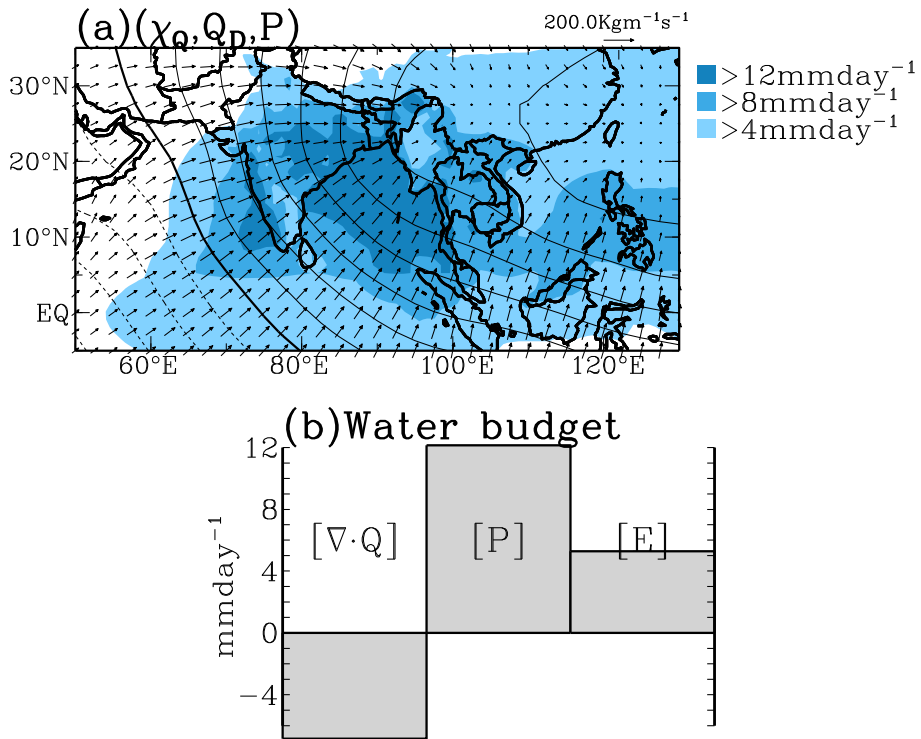 (a)(χQ,QD,P)
200.0Kgm⁻¹s⁻¹
30°N
20°N
10°N
EQ
60°E
80°E
100°E
120°E
>12mmday⁻¹
>8mmday⁻¹
>4mmday⁻¹
(b)Water budget
12
8
4
0
−4
mmday⁻¹
[∇·Q]
[P]
[E]